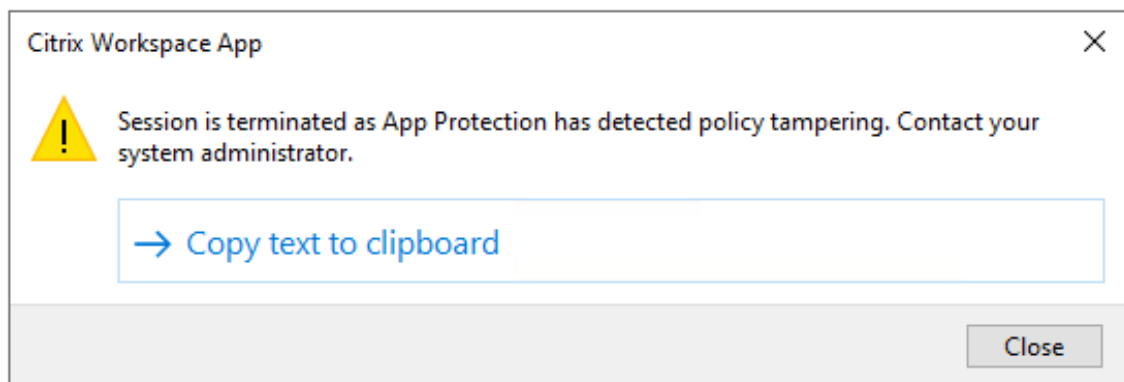 Citrix Workspace App
Session is terminated as App Protection has detected policy tampering. Contact your
system administrator.
Copy text to clipboard
Close